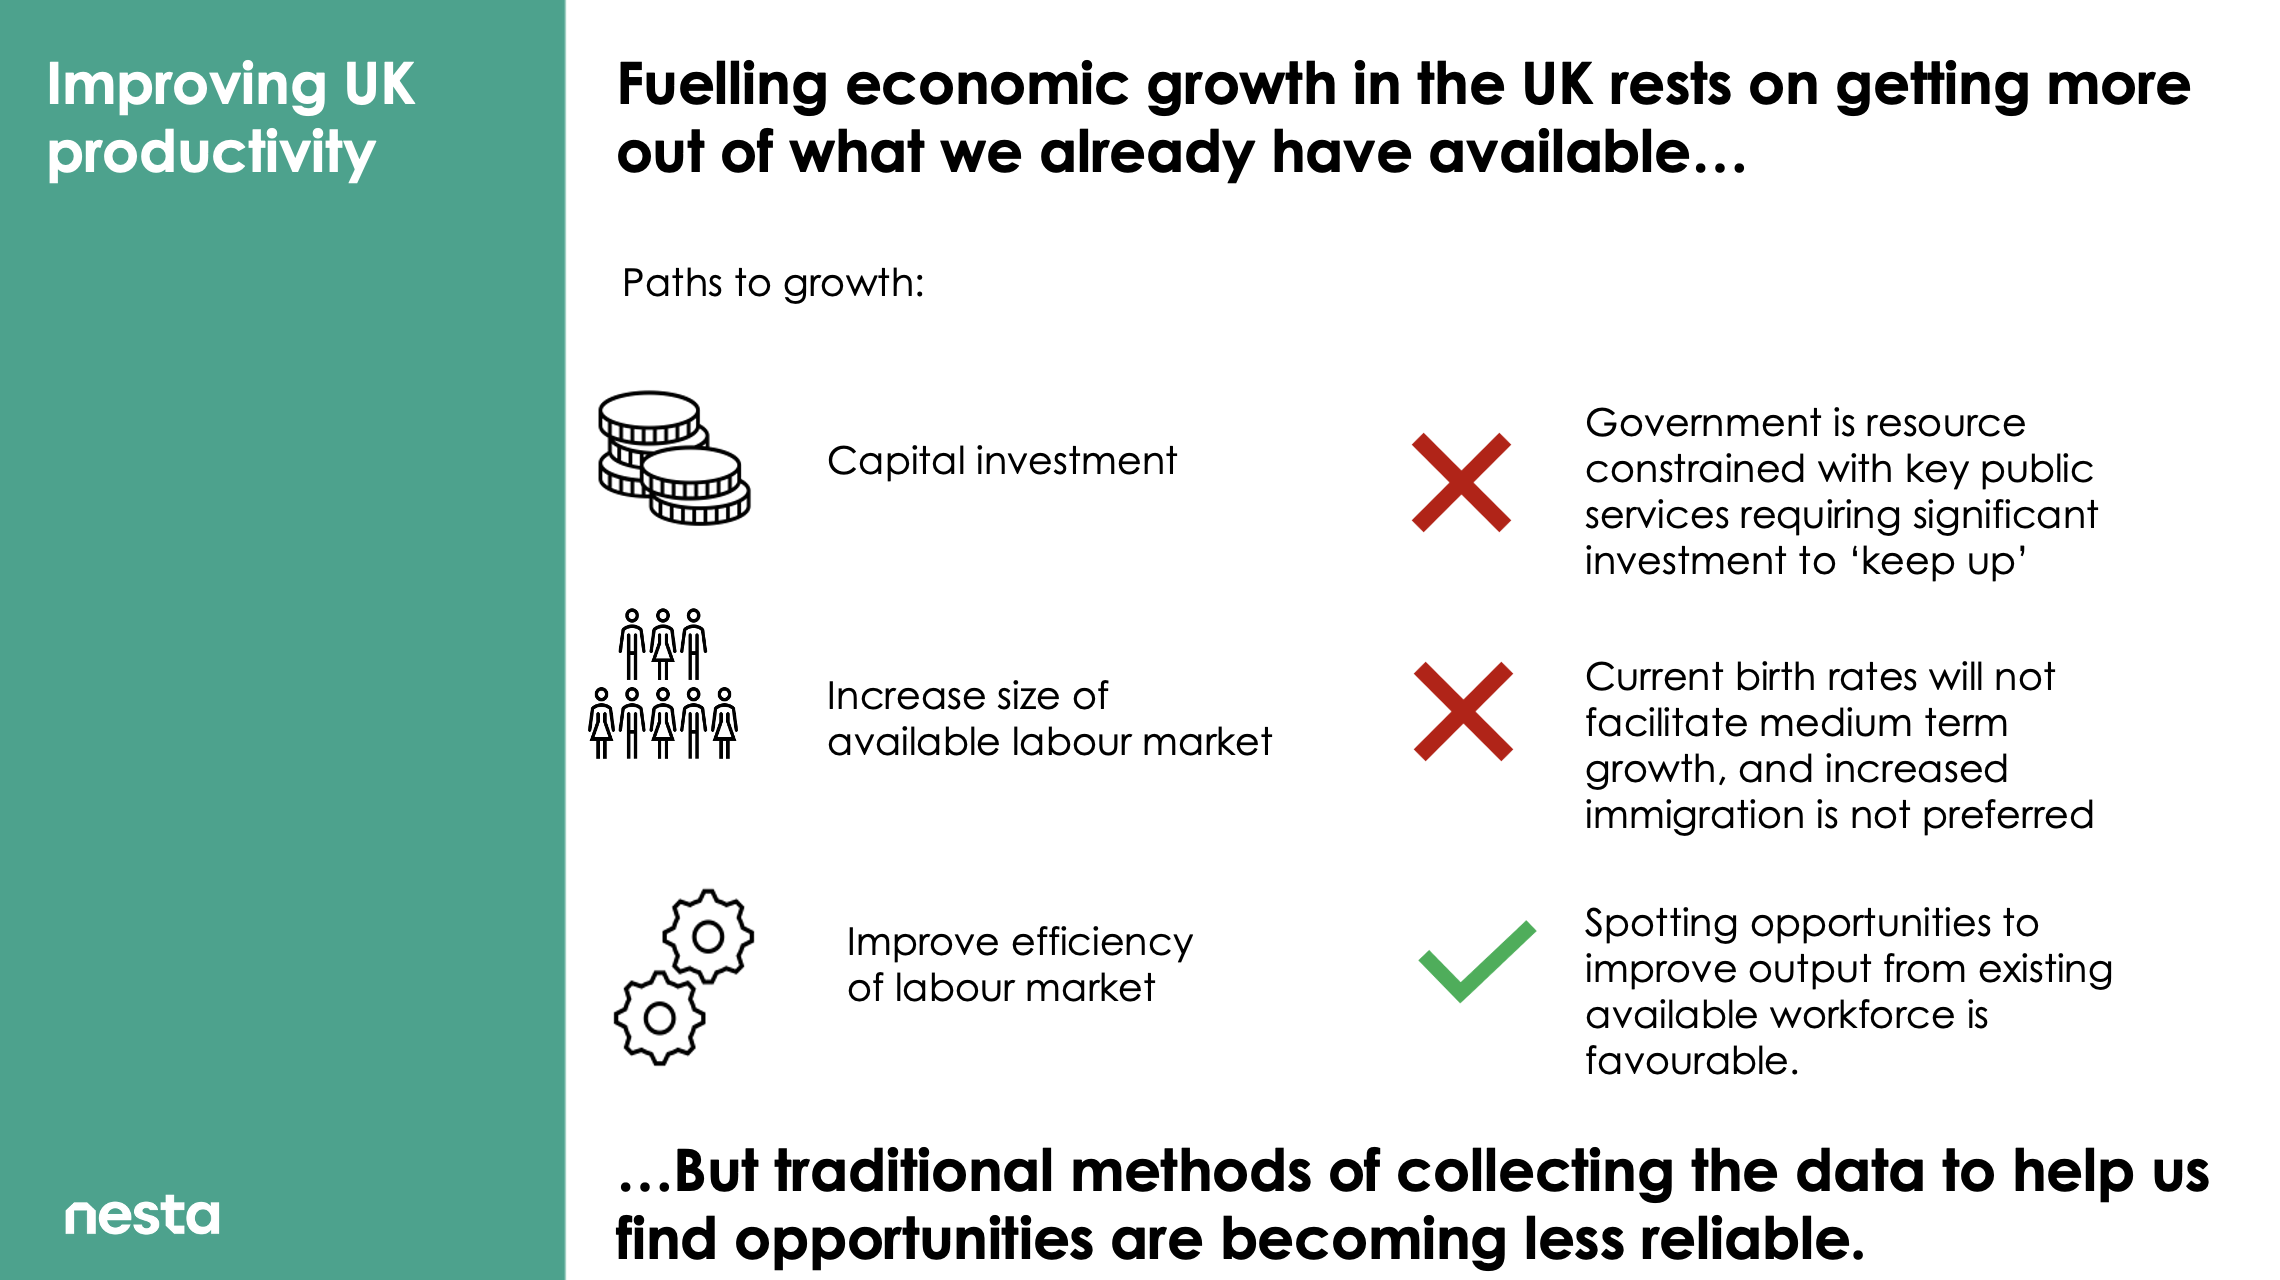 Improving UK
productivity
Fuelling economic growth in the UK rests on getting more
out of what we already have available…
Paths to growth:
Capital investment
Government is resource
constrained with key public
services requiring significant
investment to ‘keep up’
Increase size of
available labour market
Current birth rates will not
facilitate medium term
growth, and increased
immigration is not preferred
Improve efficiency
of labour market
Spotting opportunities to
improve output from existing
available workforce is
favourable.
…But traditional methods of collecting the data to help us
find opportunities are becoming less reliable.
nesta